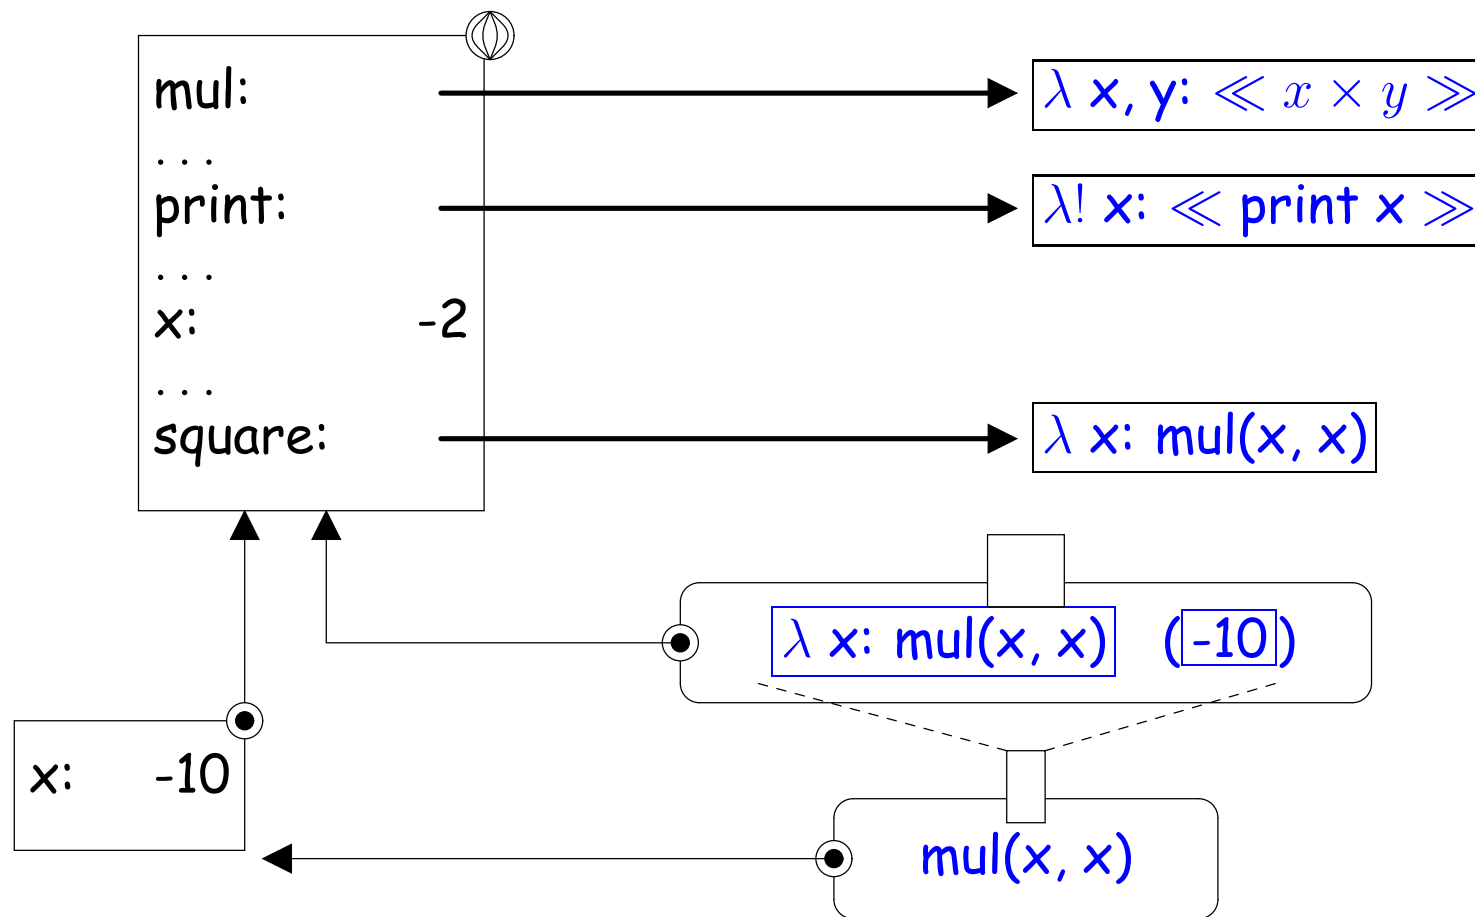 mul: λ x, y: ≪ x × y ≫
. . .
print: λ! x: ≪ print x ≫
. . .
x: -2
. . .
square: λ x: mul(x, x)
λ x: mul(x, x) (-10)
x: -10
mul(x, x)